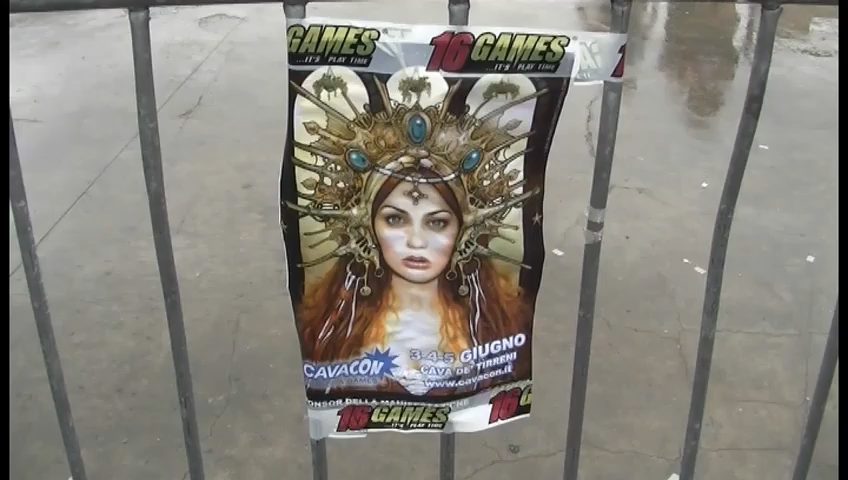 GAMES 16 GAMES
...IT'S PLAY TIME ...IT'S PLAY TIME
CAVACON
3-4-5 GIUGNO
CAVA DE' TIRRENI
www.cavacon.it
16 GAMES 16 G
...IT'S PLAY TIME